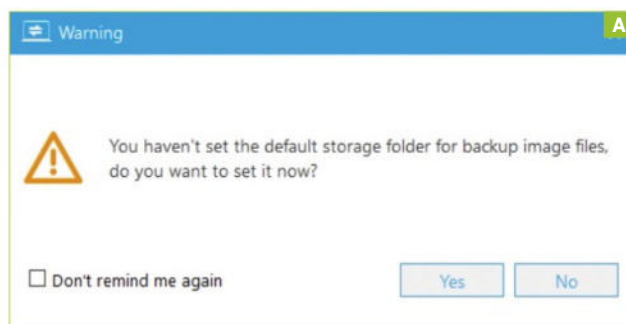 Warning
A
You haven't set the default storage folder for backup image files,
do you want to set it now?
Don't remind me again
Yes No